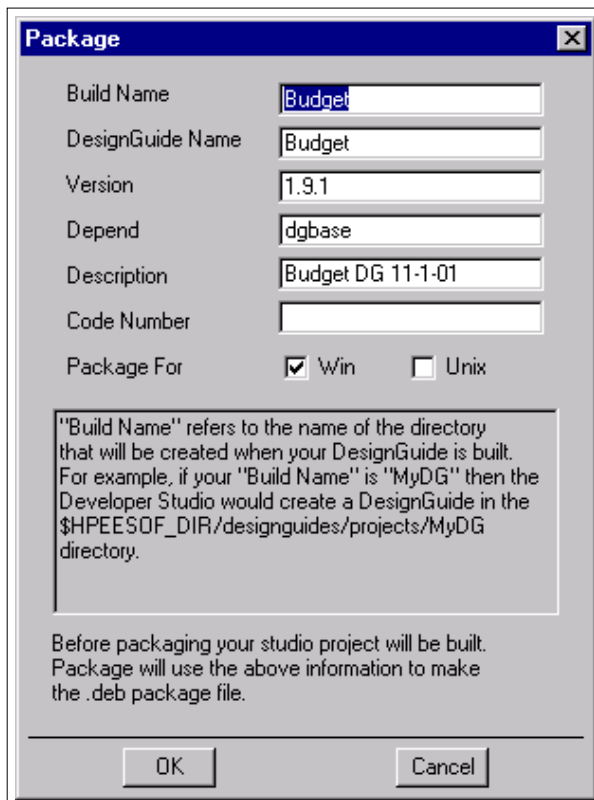 Package
Build Name Budget
DesignGuide Name Budget
Version 1.9.1
Depend dgbase
Description Budget DG 11-1-01
Code Number
Package For Win Unix
"Build Name" refers to the name of the directory
that will be created when your DesignGuide is built.
For example, if your "Build Name" is "MyDG" then the
Developer Studio would create a DesignGuide in the
$HPEESOF_DIR/designguides/projects/MyDG
directory.
Before packaging your studio project will be built.
Package will use the above information to make
the .deb package file.
OK Cancel